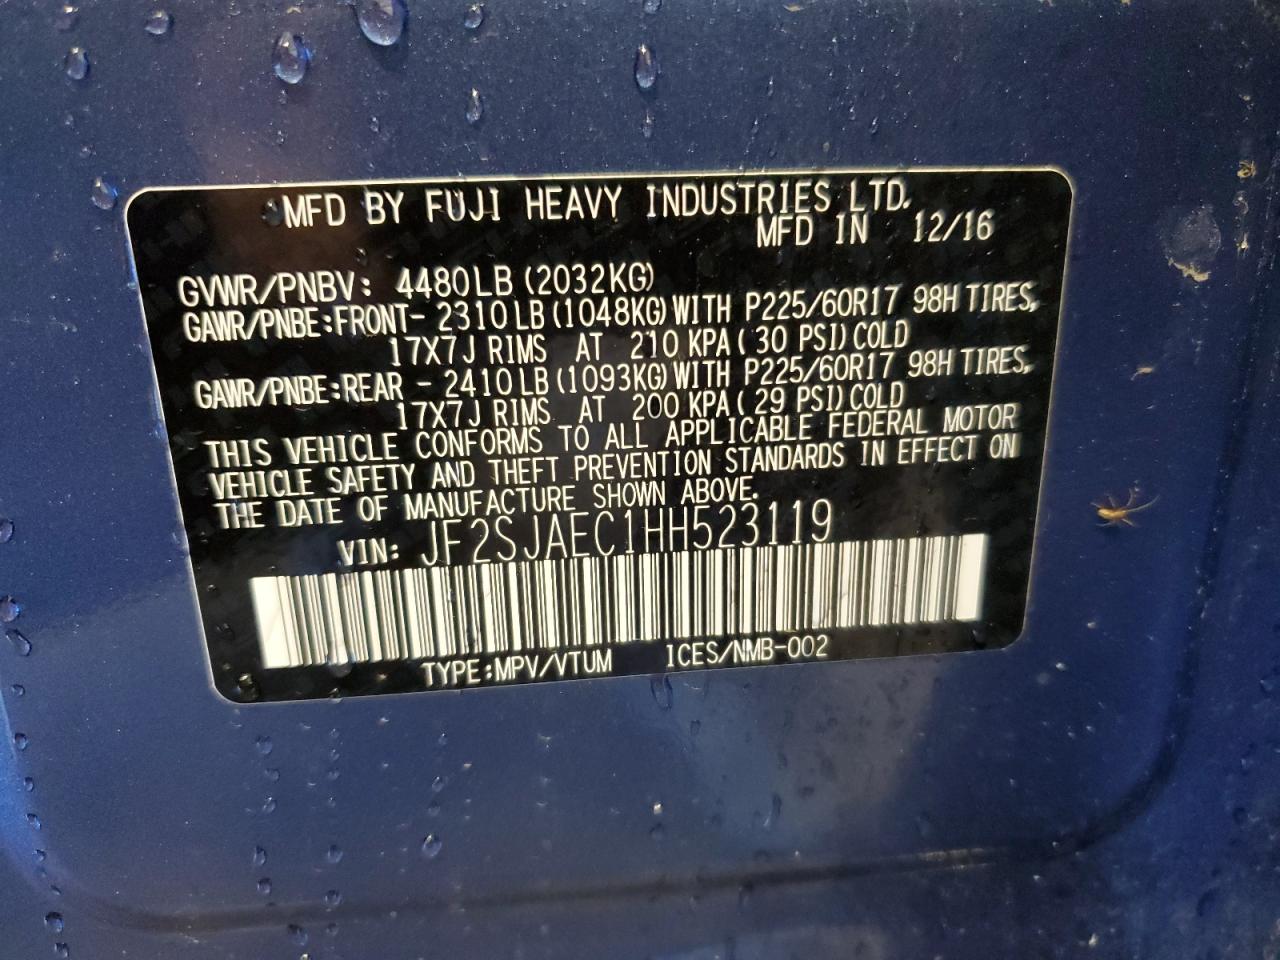 MFD BY FUJI HEAVY INDUSTRIES LTD.
MFD IN 12/16
GVWR/PNBV: 4480LB (2032KG)
GAWR/PNBE:FRONT- 2310LB (1048KG) WITH P225/60R17 98H TIRES,
17X7J RIMS AT 210 KPA( 30 PSI) COLD
GAWR/PNBE:REAR - 2410LB (1093KG) WITH P225/60R17 98H TIRES,
17X7J RIMS AT 200 KPA( 29 PSI) COLD
THIS VEHICLE CONFORMS TO ALL APPLICABLE FEDERAL MOTOR
VEHICLE SAFETY AND THEFT PREVENTION STANDARDS IN EFFECT ON
THE DATE OF MANUFACTURE SHOWN ABOVE.
VIN: JF2SJAEC1HH523119
TYPE:MPV/VTUM ICES/NMB-002